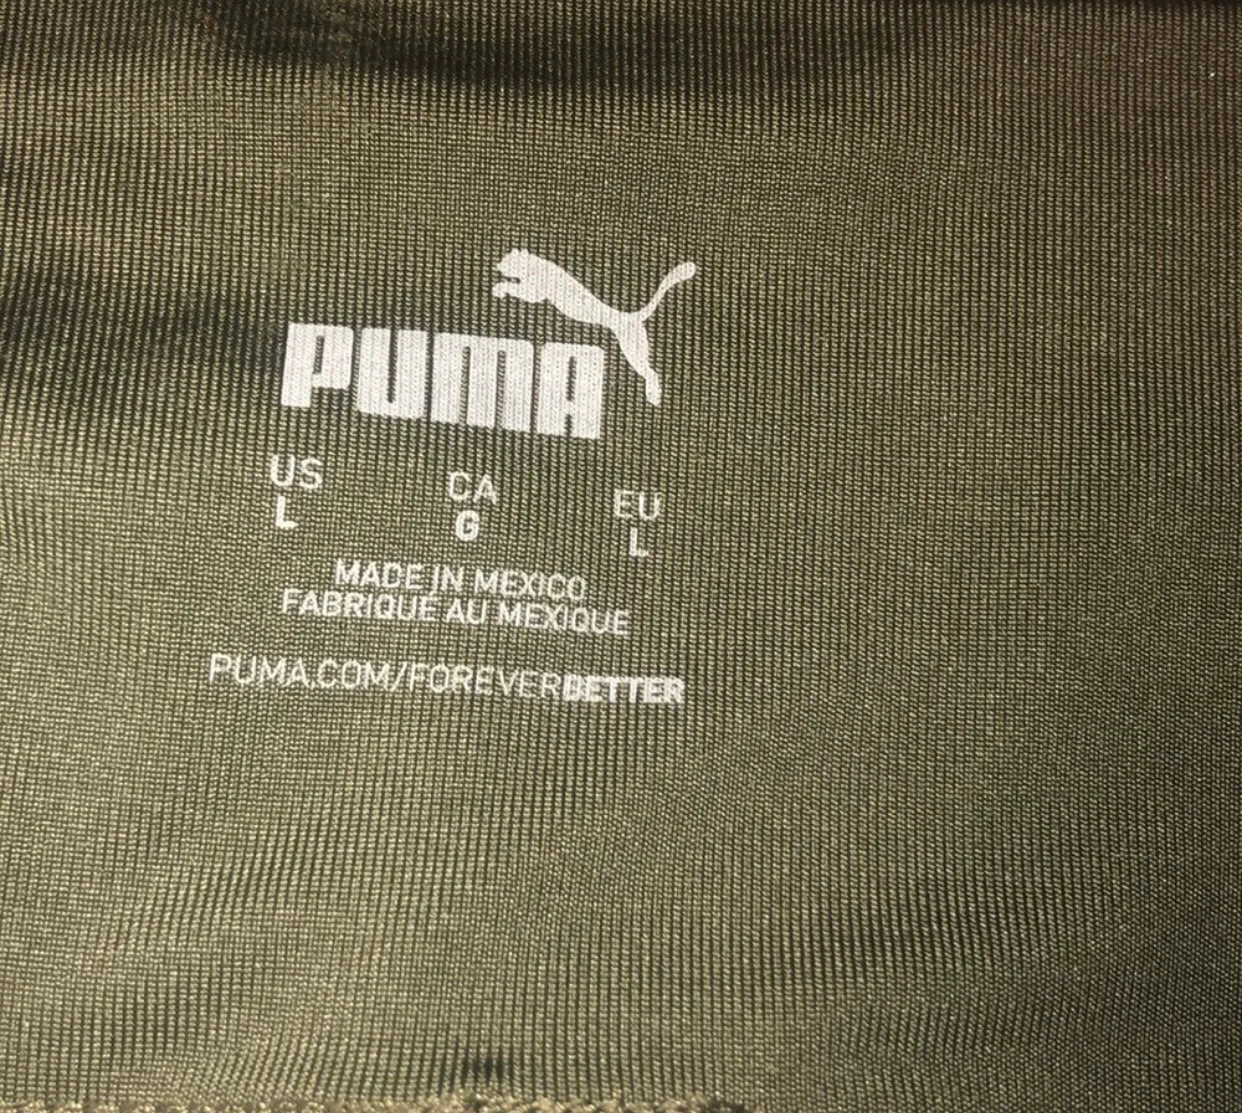 PUMA
US CA EU
L G L
MADE IN MEXICO
FABRIQUE AU MEXIQUE
PUMA.COM/FOREVERBETTER